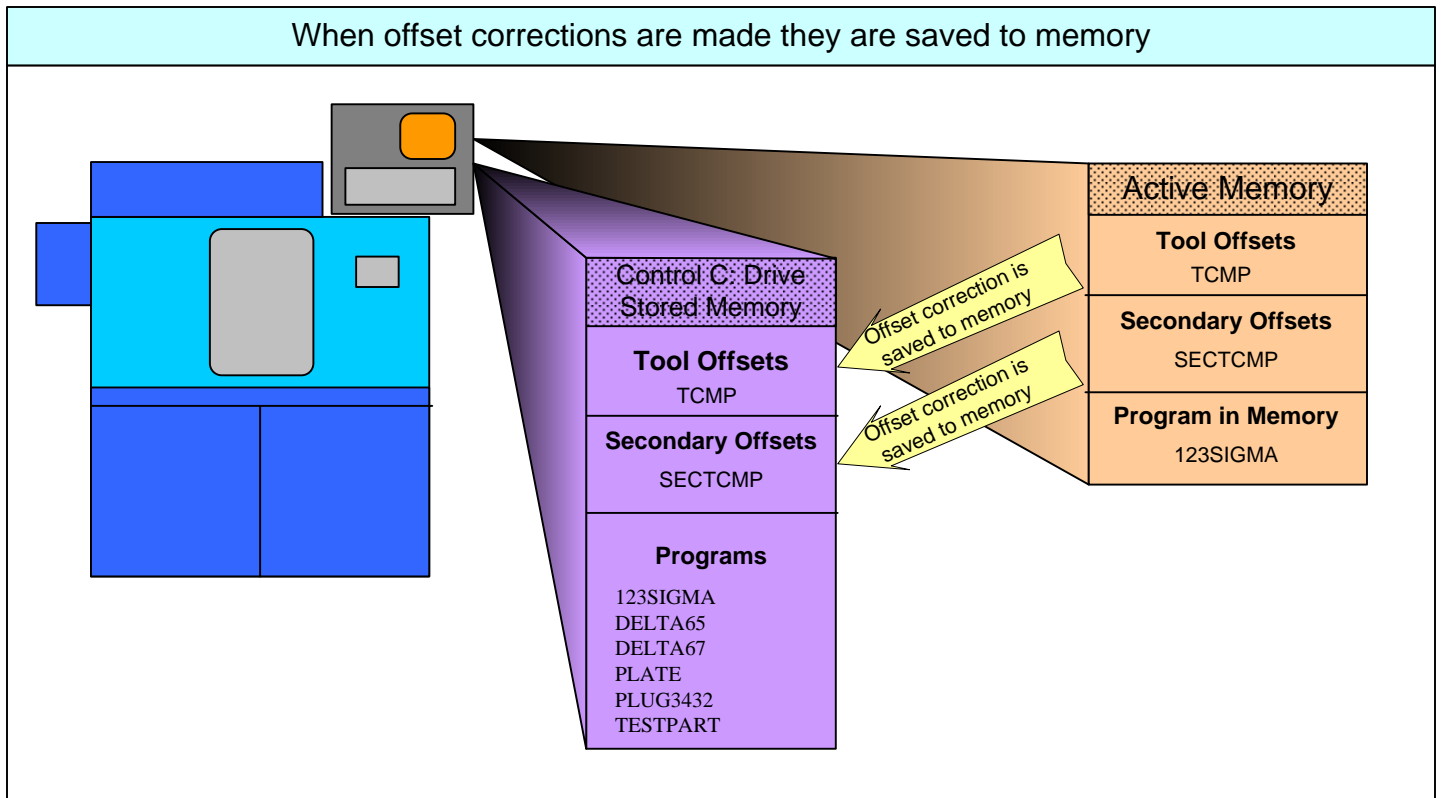 When offset corrections are made they are saved to memory
Active Memory
Tool Offsets
TCMP
Secondary Offsets
SECTCMP
Program in Memory
123SIGMA
Offset correction is
saved to memory
Offset correction is
saved to memory
Control C: Drive
Stored Memory
Tool Offsets
TCMP
Secondary Offsets
SECTCMP
Programs
123SIGMA
DELTA65
DELTA67
PLATE
PLUG3432
TESTPART